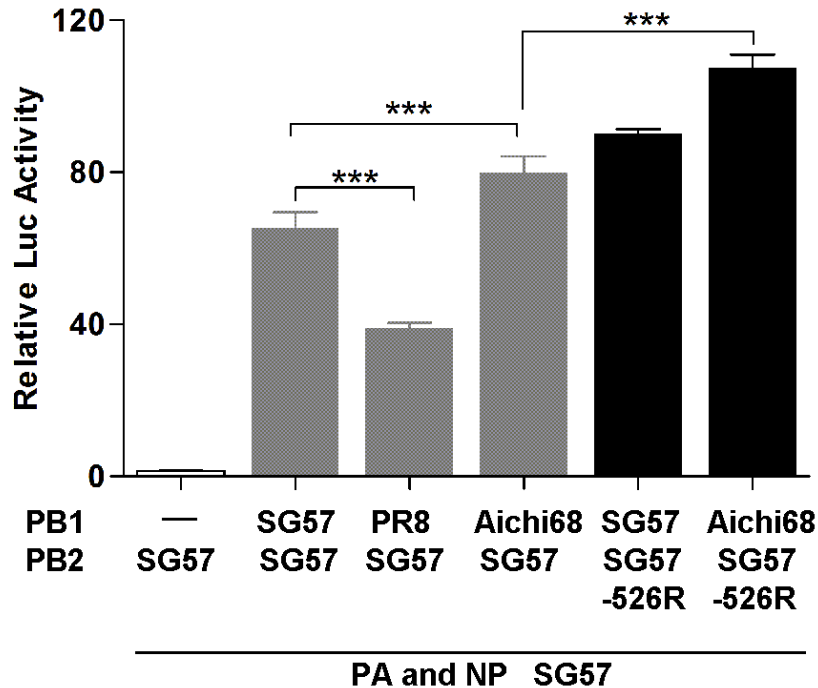 120
80
40
0
Relative Luc Activity
***
***
***
PB1 — SG57 PR8 Aichi68 SG57 Aichi68
PB2 SG57 SG57 SG57 SG57 SG57 SG57
-526R -526R
PA and NP SG57